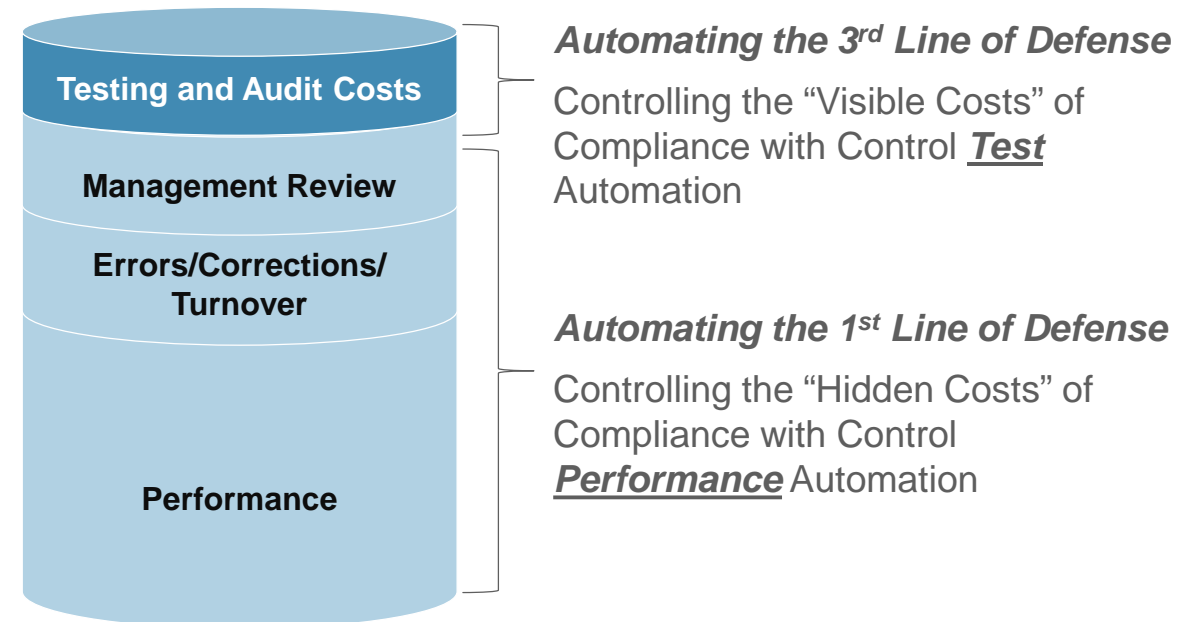 Testing and Audit Costs
Management Review
Errors/Corrections/
Turnover
Performance
Automating the 3rd Line of Defense
Controlling the “Visible Costs” of
Compliance with Control Test
Automation
Automating the 1st Line of Defense
Controlling the “Hidden Costs” of
Compliance with Control
Performance Automation